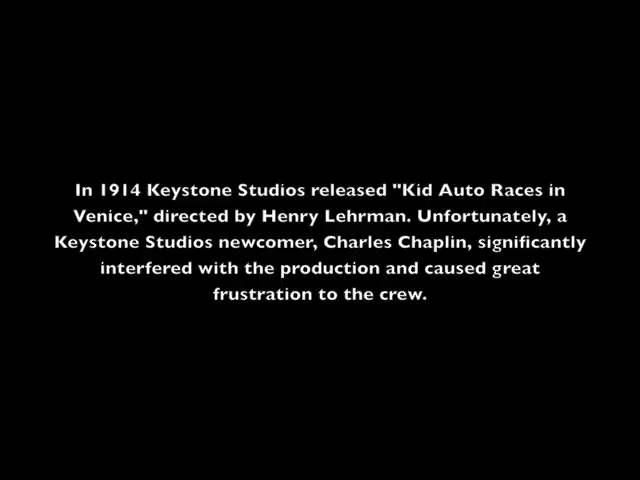 In 1914 Keystone Studios released "Kid Auto Races in
Venice," directed by Henry Lehrman. Unfortunately, a
Keystone Studios newcomer, Charles Chaplin, significantly
interfered with the production and caused great
frustration to the crew.